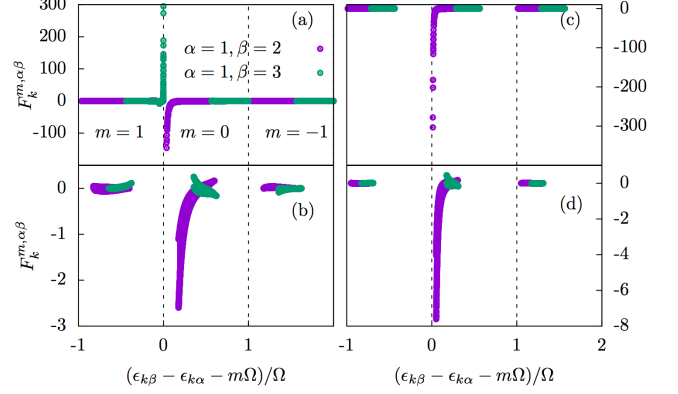 300
200
100
0
-100
F_k^{m,αβ}
(a)
α = 1, β = 2
α = 1, β = 3
m = 1
m = 0
m = −1
(c)
0
-100
-200
-300
0
-1
-2
-3
F_k^{m,αβ}
(b)
-1
0
1
(ϵ_{kβ} − ϵ_{kα} − mΩ)/Ω
(d)
0
-2
-4
-6
-8
-1
0
1
2
(ϵ_{kβ} − ϵ_{kα} − mΩ)/Ω